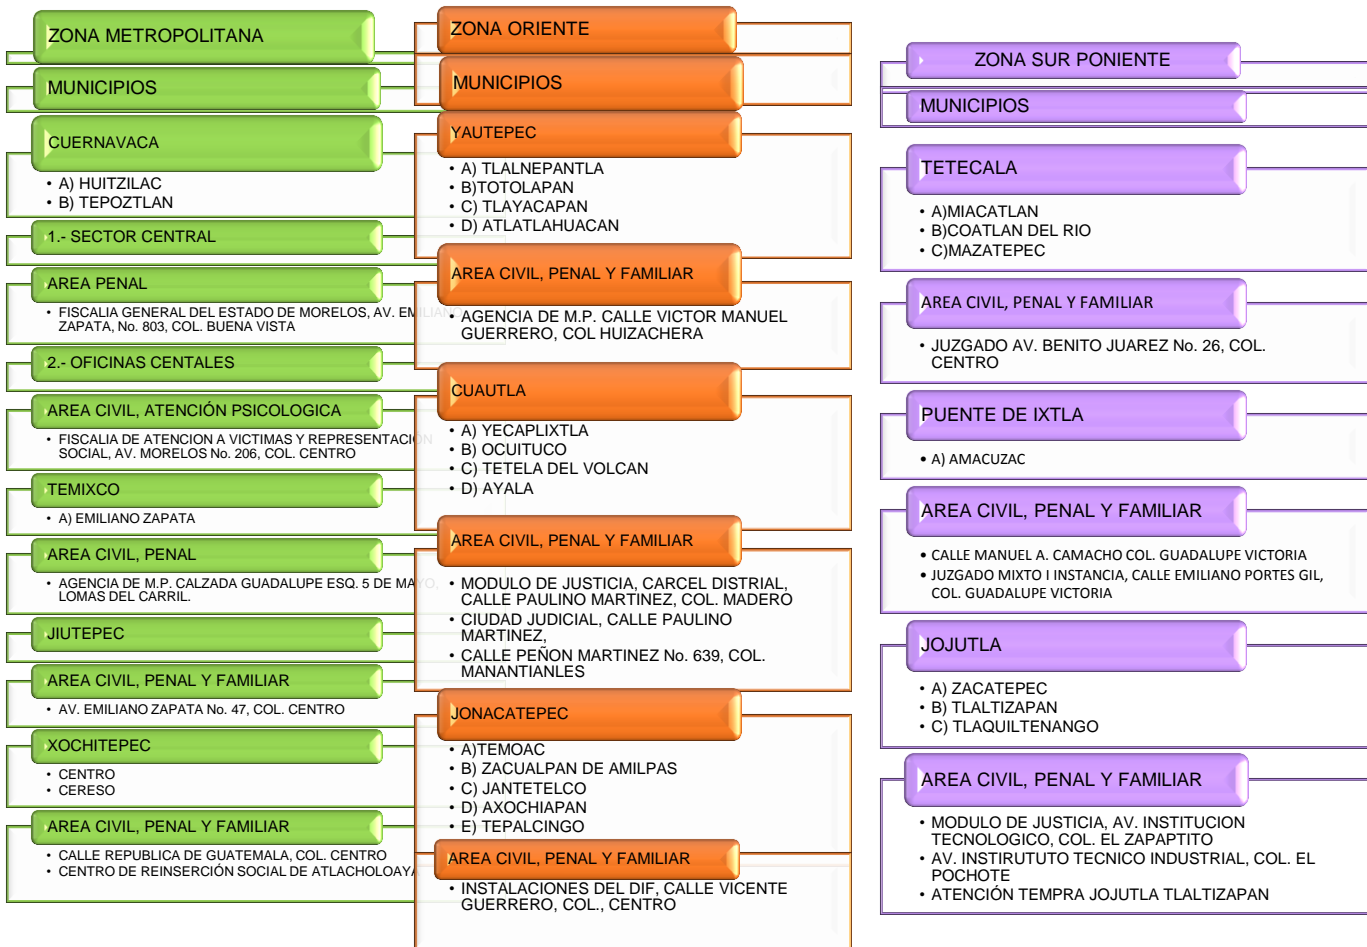 ZONA METROPOLITANA
MUNICIPIOS
CUERNAVACA
• A) HUITZILAC
• B) TEPOZTLAN
1.- SECTOR CENTRAL
AREA PENAL
• FISCALIA GENERAL DEL ESTADO DE MORELOS, AV. EMILIANO
ZAPATA, No. 803, COL. BUENA VISTA
2.- OFICINAS CENTALES
AREA CIVIL, ATENCIÓN PSICOLOGICA
• FISCALIA DE ATENCION A VICTIMAS Y REPRESENTACION
SOCIAL, AV. MORELOS No. 206, COL. CENTRO
TEMIXCO
• A) EMILIANO ZAPATA
AREA CIVIL, PENAL
• AGENCIA DE M.P. CALZADA GUADALUPE ESQ. 5 DE MAYO,
LOMAS DEL CARRIL.
JIUTEPEC
AREA CIVIL, PENAL Y FAMILIAR
• AV. EMILIANO ZAPATA No. 47, COL. CENTRO
XOCHITEPEC
• CENTRO
• CERESO
AREA CIVIL, PENAL Y FAMILIAR
• CALLE REPUBLICA DE GUATEMALA, COL. CENTRO
• CENTRO DE REINSERCIÓN SOCIAL DE ATLACHOLOAYA
ZONA ORIENTE
MUNICIPIOS
YAUTEPEC
• A) TLALNEPANTLA
• B)TOTOLAPAN
• C) TLAYACAPAN
• D) ATLATLAHUACAN
AREA CIVIL, PENAL Y FAMILIAR
• AGENCIA DE M.P. CALLE VICTOR MANUEL
GUERRERO, COL HUIZACHERA
CUAUTLA
• A) YECAPLIXTLA
• B) OCUITUCO
• C) TETELA DEL VOLCAN
• D) AYALA
AREA CIVIL, PENAL Y FAMILIAR
• MODULO DE JUSTICIA, CARCEL DISTRIAL,
CALLE PAULINO MARTINEZ, COL. MADERO
• CIUDAD JUDICIAL, CALLE PAULINO
MARTINEZ,
• CALLE PEÑON MARTINEZ No. 639, COL.
MANANTIANLES
JONACATEPEC
• A)TEMOAC
• B) ZACUALPAN DE AMILPAS
• C) JANTETELCO
• D) AXOCHIAPAN
• E) TEPALCINGO
AREA CIVIL, PENAL Y FAMILIAR
• INSTALACIONES DEL DIF, CALLE VICENTE
GUERRERO, COL., CENTRO
ZONA SUR PONIENTE
MUNICIPIOS
TETECALA
• A)MIACATLAN
• B)COATLAN DEL RIO
• C)MAZATEPEC
AREA CIVIL, PENAL Y FAMILIAR
• JUZGADO AV. BENITO JUAREZ No. 26, COL.
CENTRO
PUENTE DE IXTLA
• A) AMACUZAC
AREA CIVIL, PENAL Y FAMILIAR
• CALLE MANUEL A. CAMACHO COL. GUADALUPE VICTORIA
• JUZGADO MIXTO I INSTANCIA, CALLE EMILIANO PORTES GIL,
COL. GUADALUPE VICTORIA
JOJUTLA
• A) ZACATEPEC
• B) TLALTIZAPAN
• C) TLAQUILTENANGO
AREA CIVIL, PENAL Y FAMILIAR
• MODULO DE JUSTICIA, AV. INSTITUCION
TECNOLOGICO, COL. EL ZAPAPTITO
• AV. INSTIRUTUTO TECNICO INDUSTRIAL, COL. EL
POCHOTE
• ATENCIÓN TEMPRA JOJUTLA TLALTIZAPAN